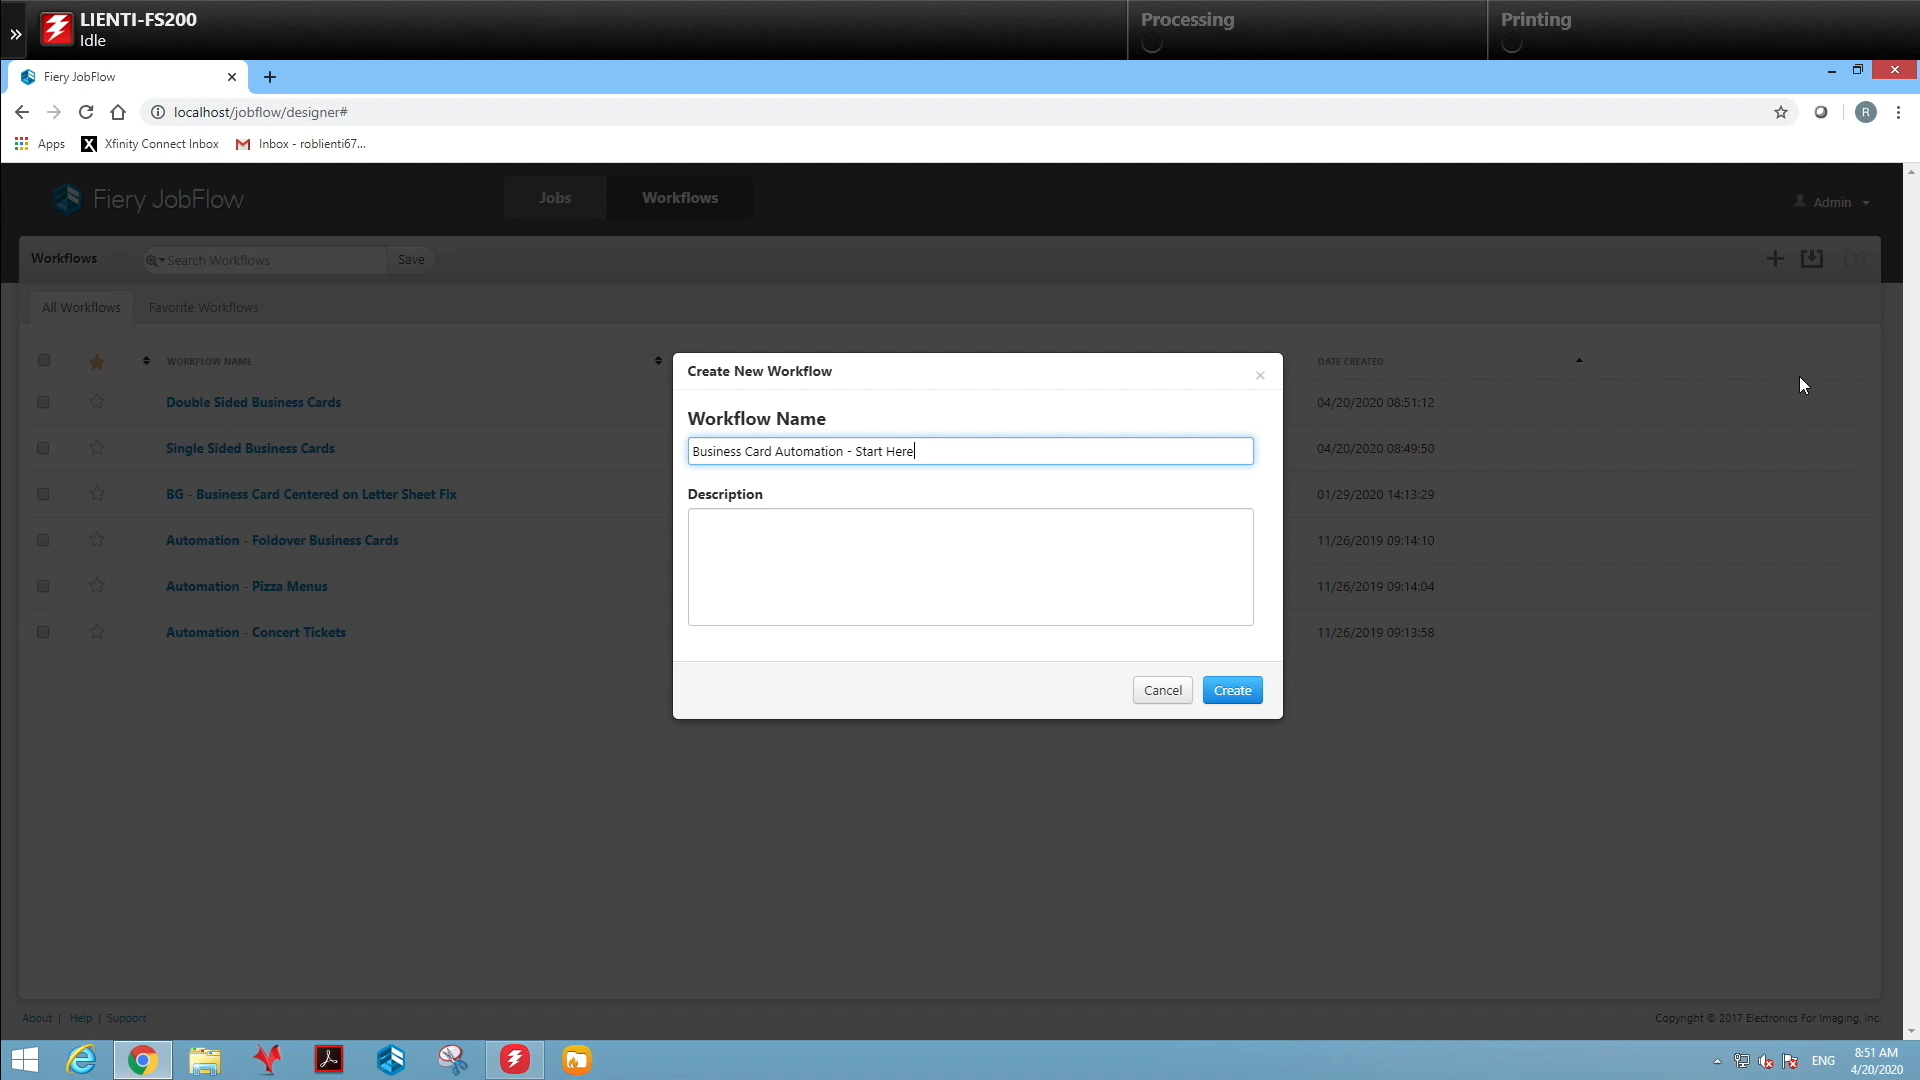 LIENTI-FS200
Idle
Processing
Printing
Fiery JobFlow
localhost/jobflow/designer#
R
Apps
Xfinity Connect Inbox
Inbox - roblienti67...
Fiery JobFlow
Jobs
Workflows
Admin
Workflows
Search Workflows
Save
All Workflows
Favorite Workflows
WORKFLOW NAME
DATE CREATED
Double Sided Business Cards
04/20/2020 08:51:12
Single Sided Business Cards
04/20/2020 08:49:50
BG - Business Card Centered on Letter Sheet Fix
01/29/2020 14:13:29
Automation - Foldover Business Cards
11/26/2019 09:14:10
Automation - Pizza Menus
11/26/2019 09:14:04
Automation - Concert Tickets
11/26/2019 09:13:58
Create New Workflow
Workflow Name
Business Card Automation - Start Here
Description
Cancel
Create
About | Help | Support
Copyright © 2017 Electronics For Imaging, Inc.
ENG
8:51 AM
4/20/2020